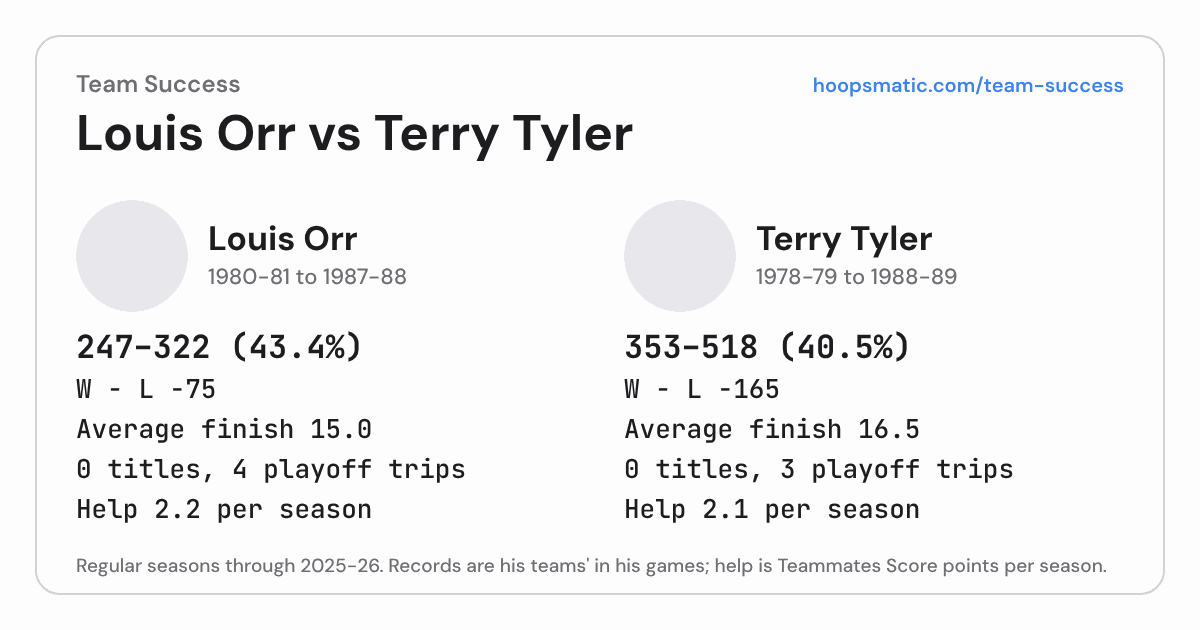 Team Success
hoopsmatic.com/team-success
Louis Orr vs Terry Tyler
Louis Orr
1980-81 to 1987-88
247-322 (43.4%)
W - L -75
Average finish 15.0
0 titles, 4 playoff trips
Help 2.2 per season
Terry Tyler
1978-79 to 1988-89
353-518 (40.5%)
W - L -165
Average finish 16.5
0 titles, 3 playoff trips
Help 2.1 per season
Regular seasons through 2025-26. Records are his teams' in his games; help is Teammates Score points per season.